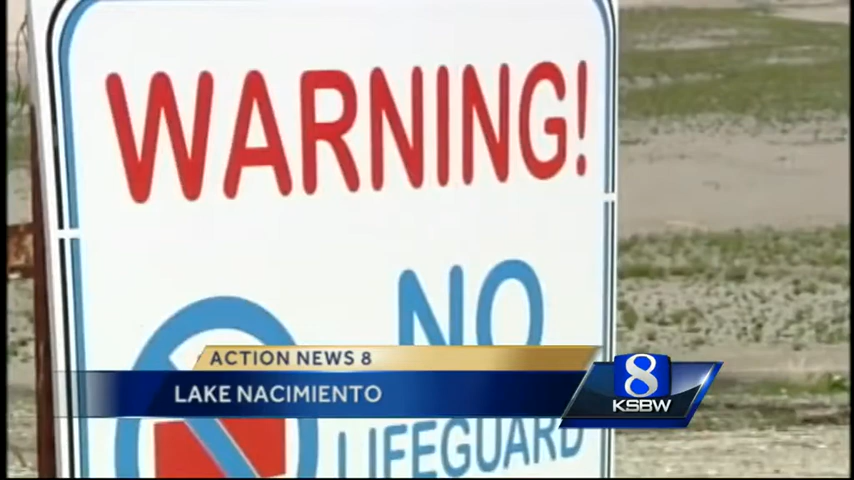 WARNING!
NO
LIFEGUARD
ACTION NEWS 8
LAKE NACIMIENTO
8
KSBW